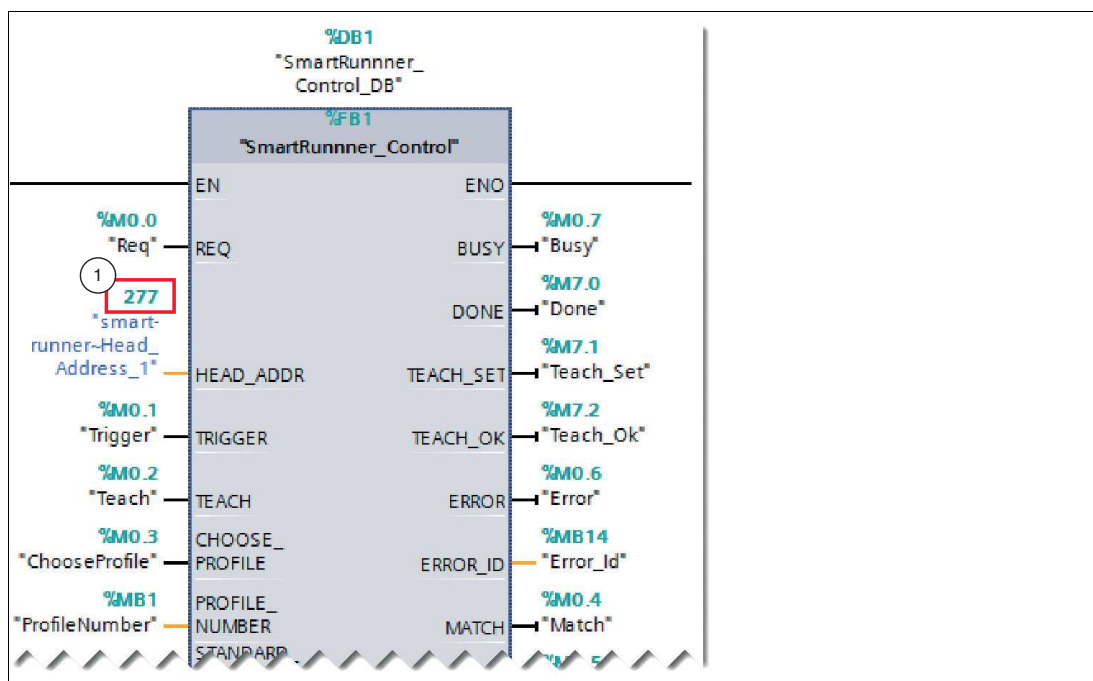 %DB1
"SmartRunnner_
Control_DB"
%FB1
"SmartRunnner_Control"
EN ENO
%M0.0 %M0.7
"Req" REQ BUSY "Busy"
1
277 %M7.0
"smart- DONE "Done"
runner~Head_ %M7.1
Address_1" HEAD_ADDR TEACH_SET "Teach_Set"
%M0.1 %M7.2
"Trigger" TRIGGER TEACH_OK "Teach_Ok"
%M0.2 %M0.6
"Teach" TEACH ERROR "Error"
%M0.3 CHOOSE_ %MB14
"ChooseProfile" PROFILE ERROR_ID "Error_Id"
%MB1 PROFILE_ %M0.4
"ProfileNumber" NUMBER MATCH "Match"
STANDARD_